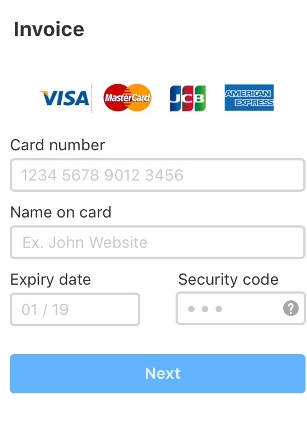 Invoice
VISA MasterCard JCB AMERICAN EXPRESS
Card number
1234 5678 9012 3456
Name on card
Ex. John Website
Expiry date Security code
01 / 19 • • • ?
Next